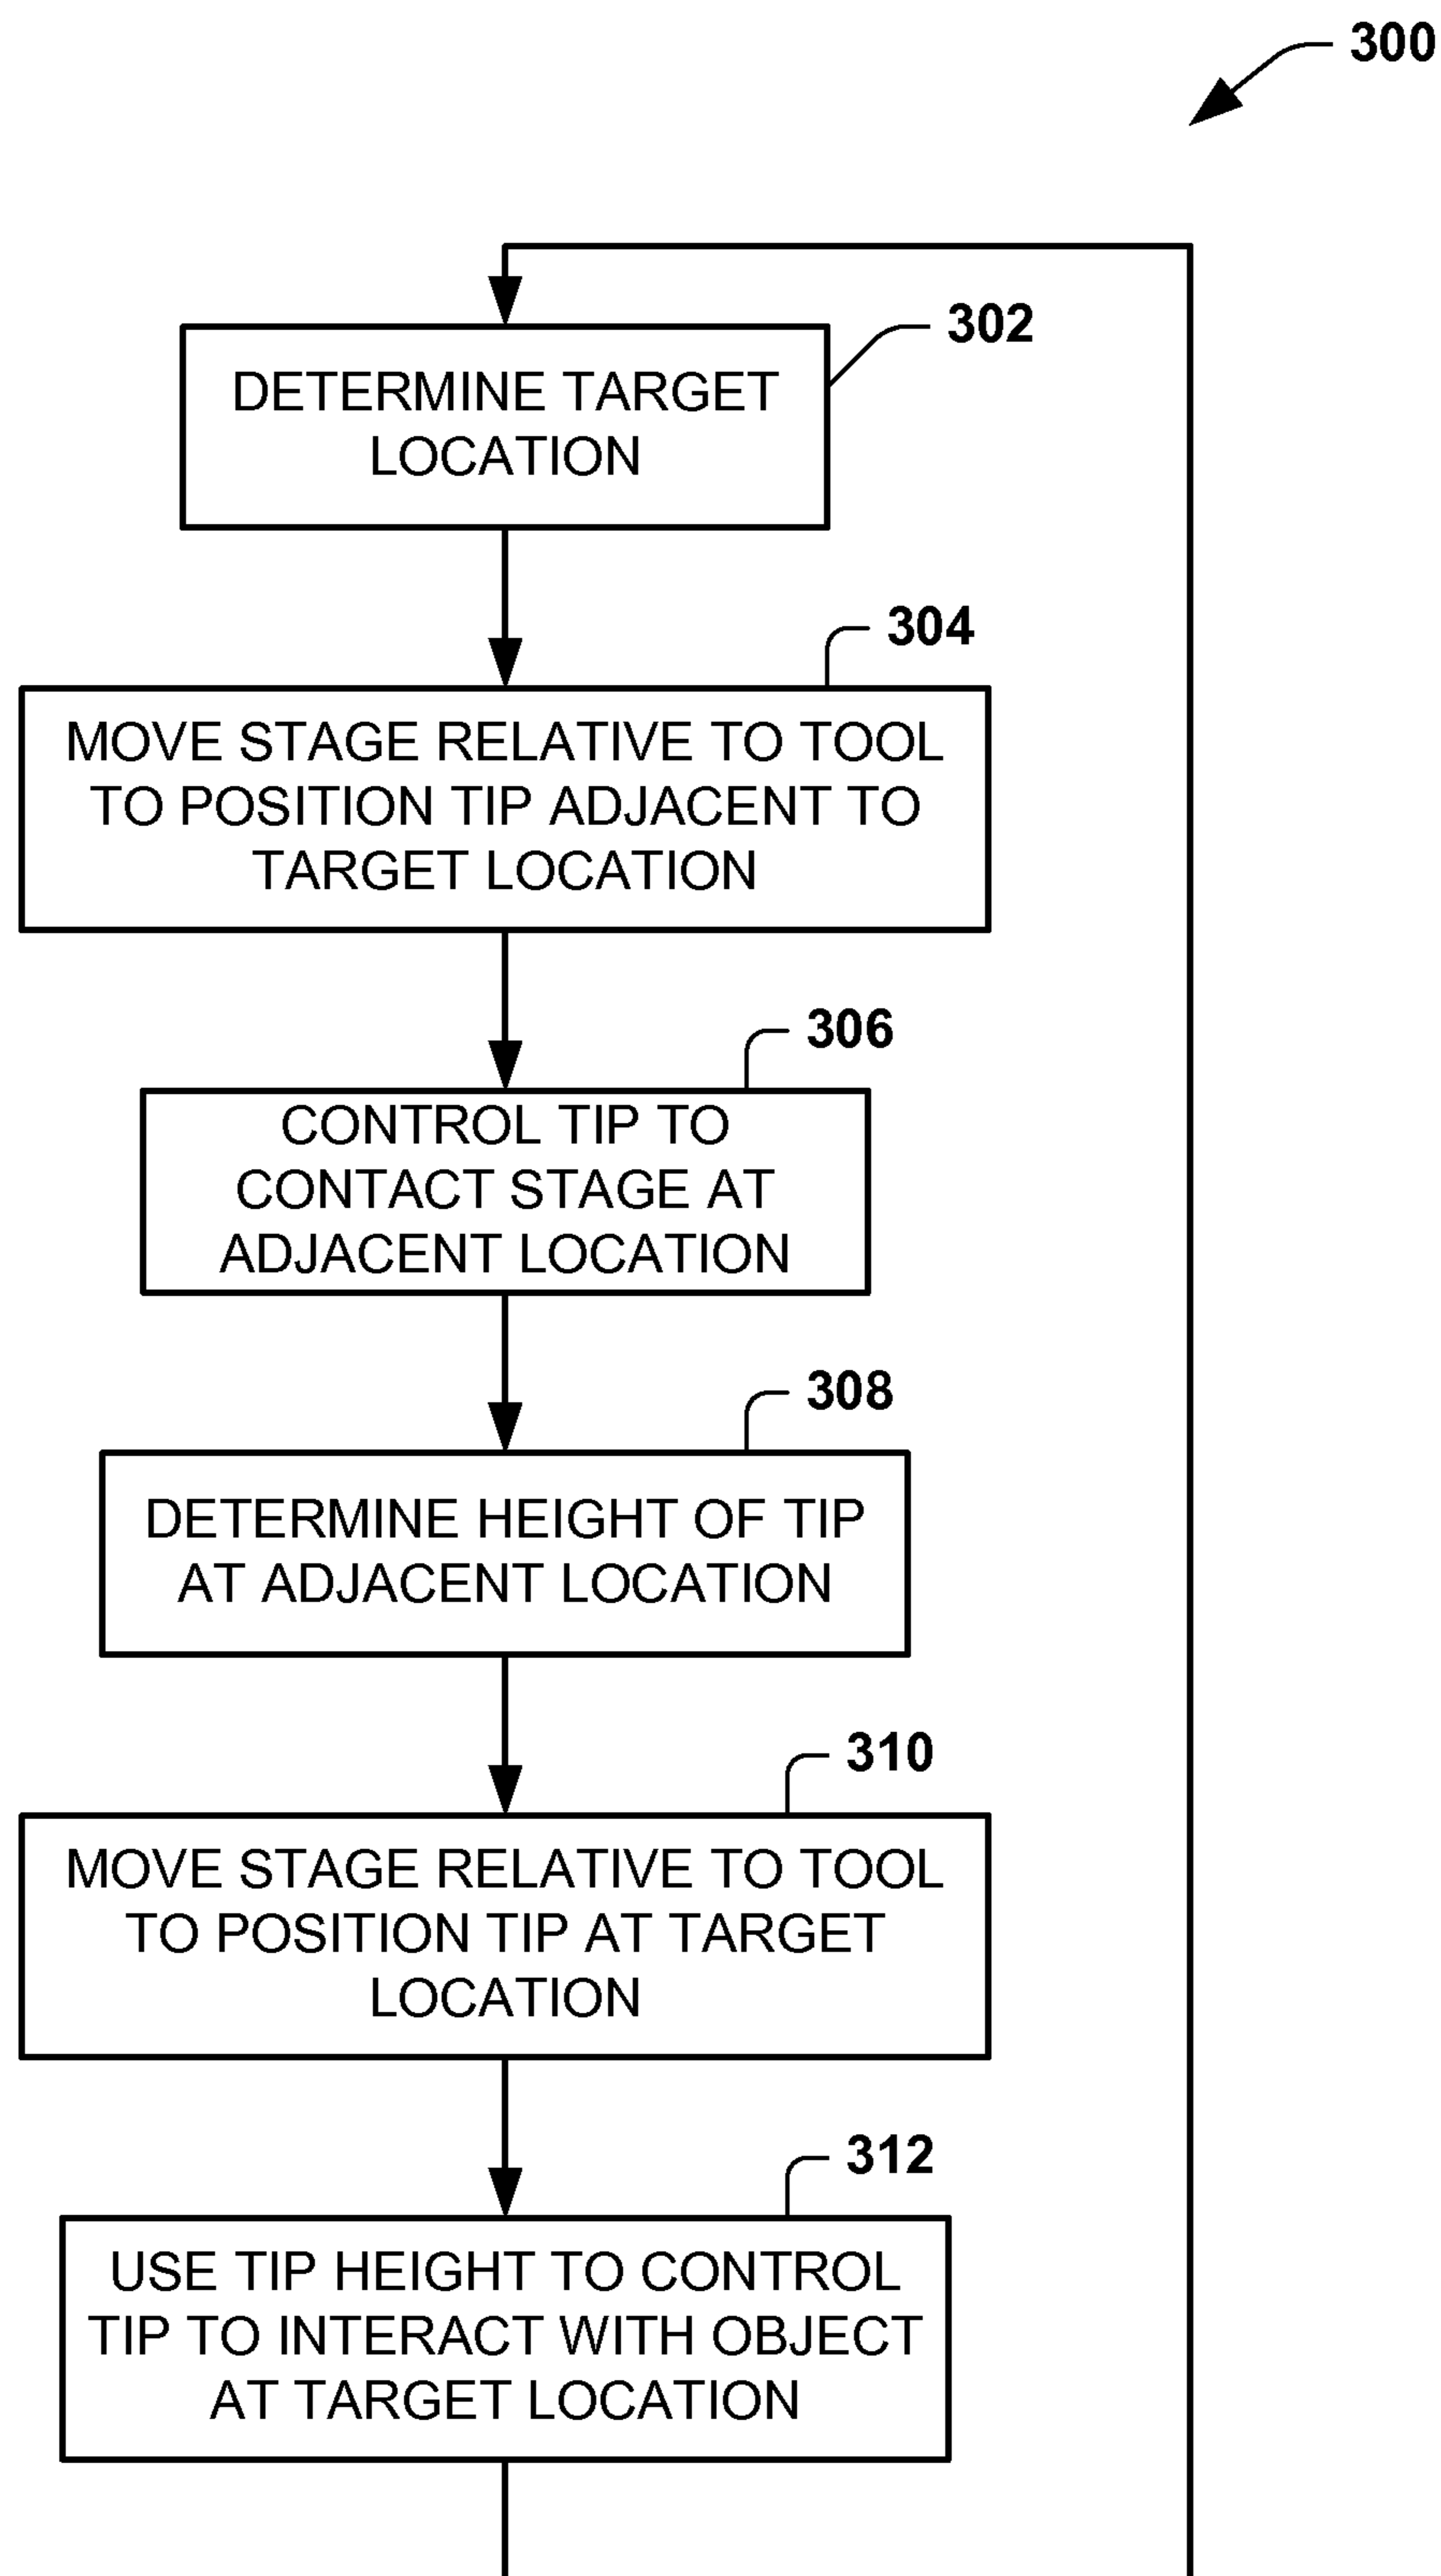 300
302
DETERMINE TARGET
LOCATION
304
MOVE STAGE RELATIVE TO TOOL
TO POSITION TIP ADJACENT TO
TARGET LOCATION
306
CONTROL TIP TO
CONTACT STAGE AT
ADJACENT LOCATION
308
DETERMINE HEIGHT OF TIP
AT ADJACENT LOCATION
310
MOVE STAGE RELATIVE TO TOOL
TO POSITION TIP AT TARGET
LOCATION
312
USE TIP HEIGHT TO CONTROL
TIP TO INTERACT WITH OBJECT
AT TARGET LOCATION